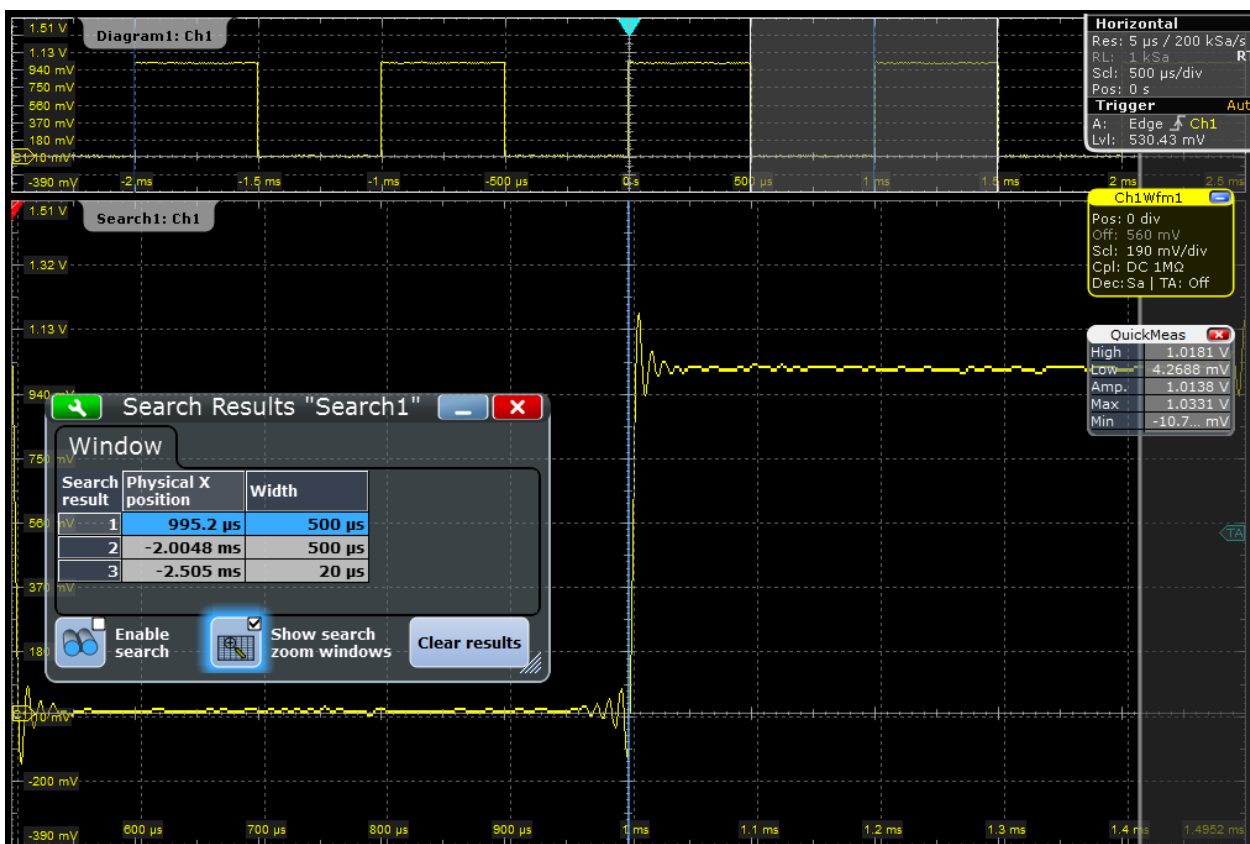 1.51 V
Diagram1: Ch1
1.13 V
940 mV
750 mV
560 mV
370 mV
180 mV
-10 mV
-390 mV
-2 ms
-1.5 ms
-1 ms
-500 µs
0 s
500 µs
1 ms
1.5 ms
2 ms
2.5 ms
Horizontal
Res: 5 µs / 200 kSa/s
RL: 1 kSa
Scl: 500 µs/div
Pos: 0 s
Trigger
A: Edge Ch1
Lvl: 530.43 mV
Ch1Wfm1
Pos: 0 div
Off: 560 mV
Scl: 190 mV/div
Cpl: DC 1MΩ
Dec: Sa | TA: Off
QuickMeas
High 1.0181 V
Low 4.2688 mV
Amp. 1.0138 V
Max 1.0331 V
Min -10.7... mV
TA
1.51 V
Search1: Ch1
1.32 V
1.13 V
940 mV
750 mV
560 mV
370 mV
180
-10 mV
-200 mV
-390 mV
600 µs
700 µs
800 µs
900 µs
1 ms
1.1 ms
1.2 ms
1.3 ms
1.4 ms
1.4952 ms
Search Results "Search1"
Window
Search result Physical X position Width
1 995.2 µs 500 µs
2 -2.0048 ms 500 µs
3 -2.505 ms 20 µs
Enable search
Show search zoom windows
Clear results